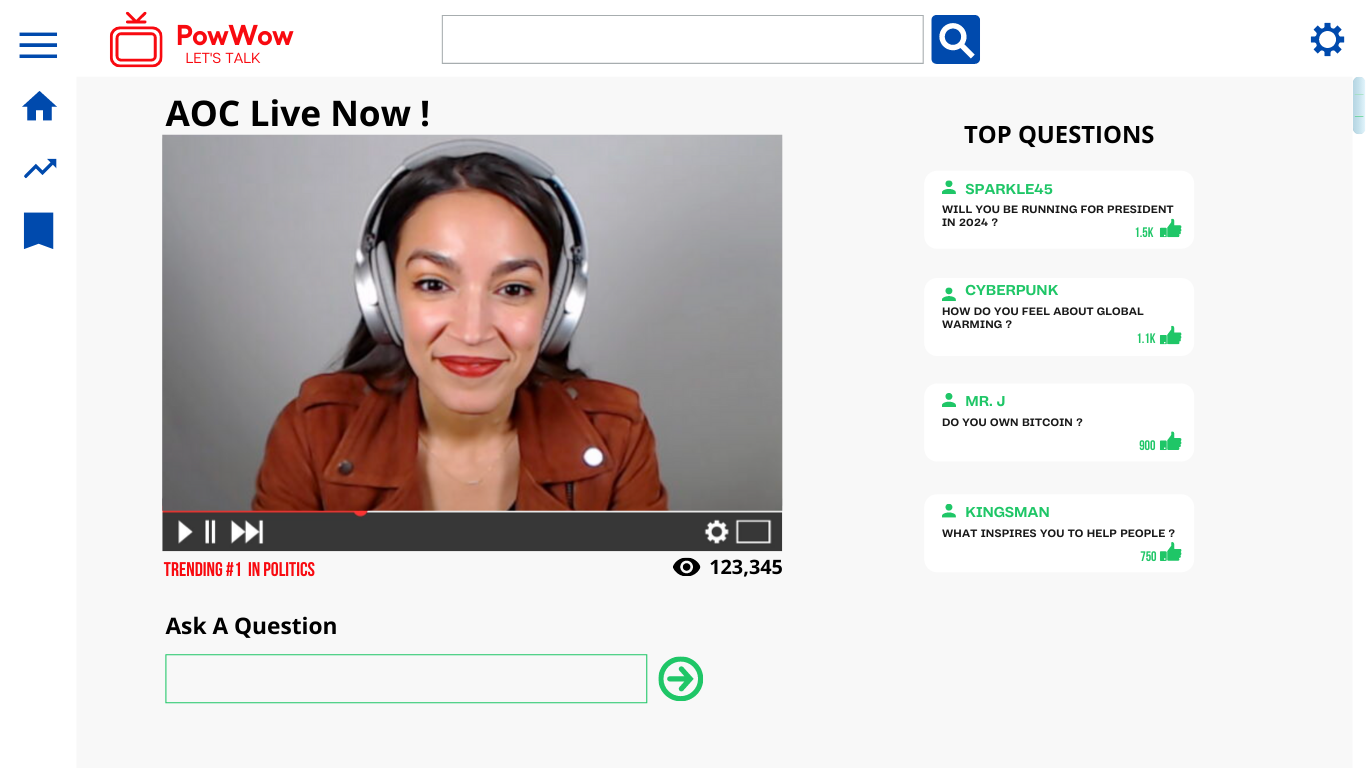 PowWow
LET'S TALK
AOC Live Now !
TRENDING #1 IN POLITICS
123,345
Ask A Question
TOP QUESTIONS
SPARKLE45
WILL YOU BE RUNNING FOR PRESIDENT
IN 2024 ?
1.5K
CYBERPUNK
HOW DO YOU FEEL ABOUT GLOBAL
WARMING ?
1.1K
MR. J
DO YOU OWN BITCOIN ?
900
KINGSMAN
WHAT INSPIRES YOU TO HELP PEOPLE ?
750